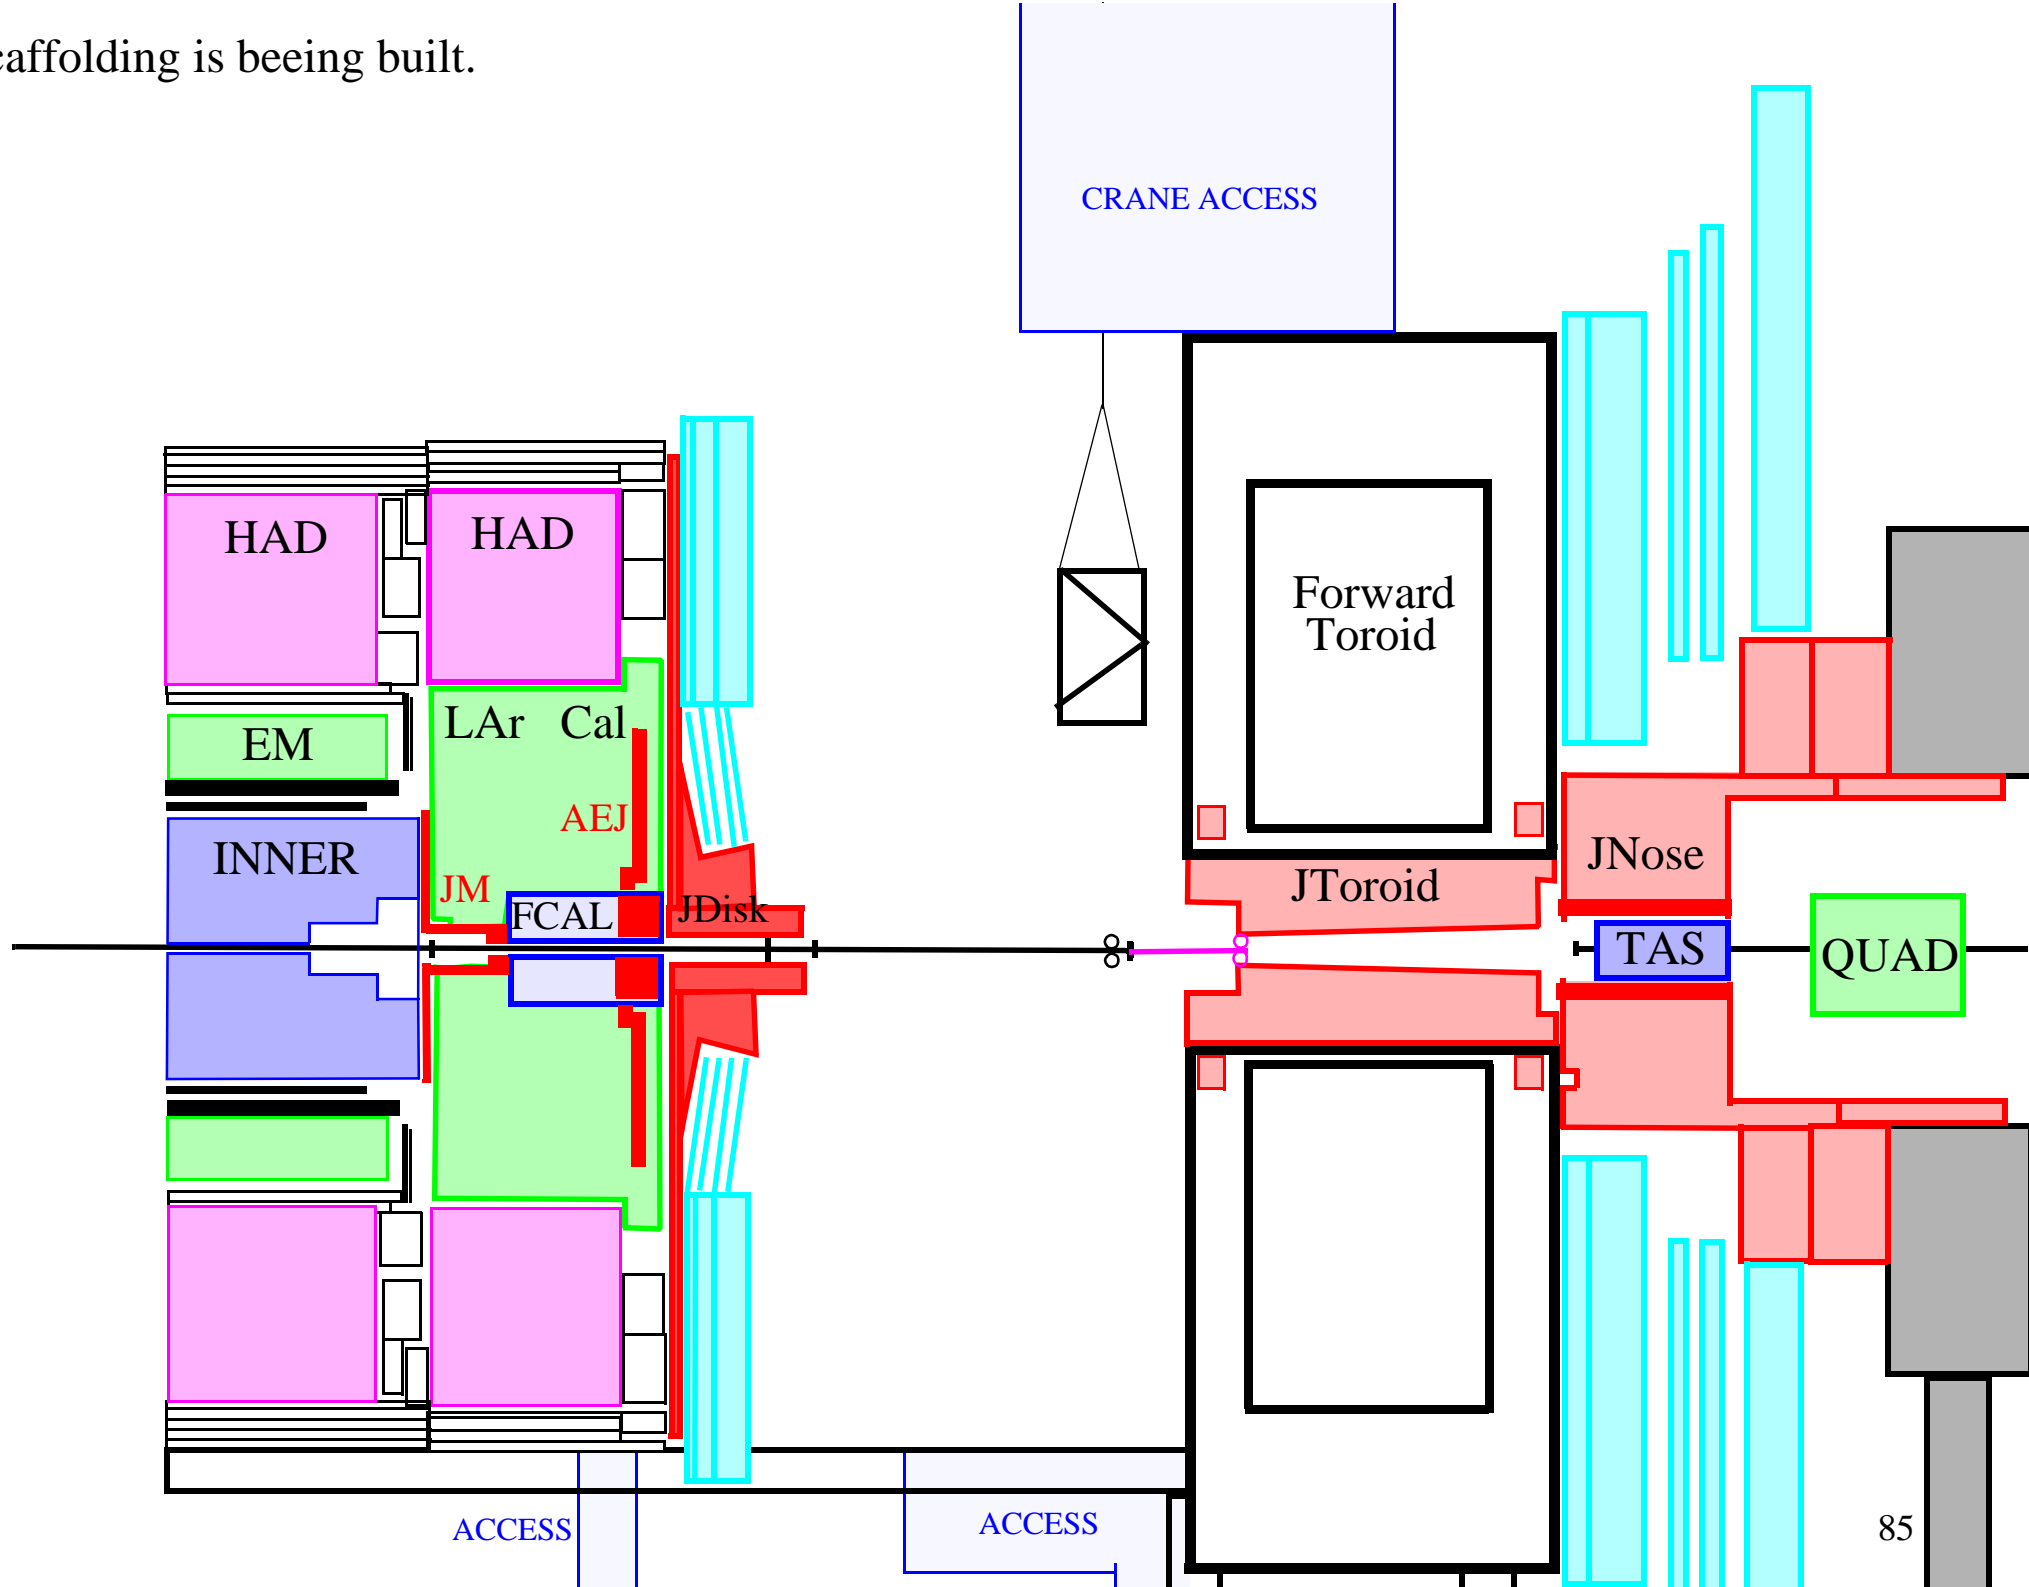 caffolding is beeing built.
CRANE ACCESS
HAD
HAD
Forward
Toroid
LAr Cal
EM
AEJ
INNER
JM
FCAL
JDisk
JToroid
JNose
TAS
QUAD
ACCESS
ACCESS
85